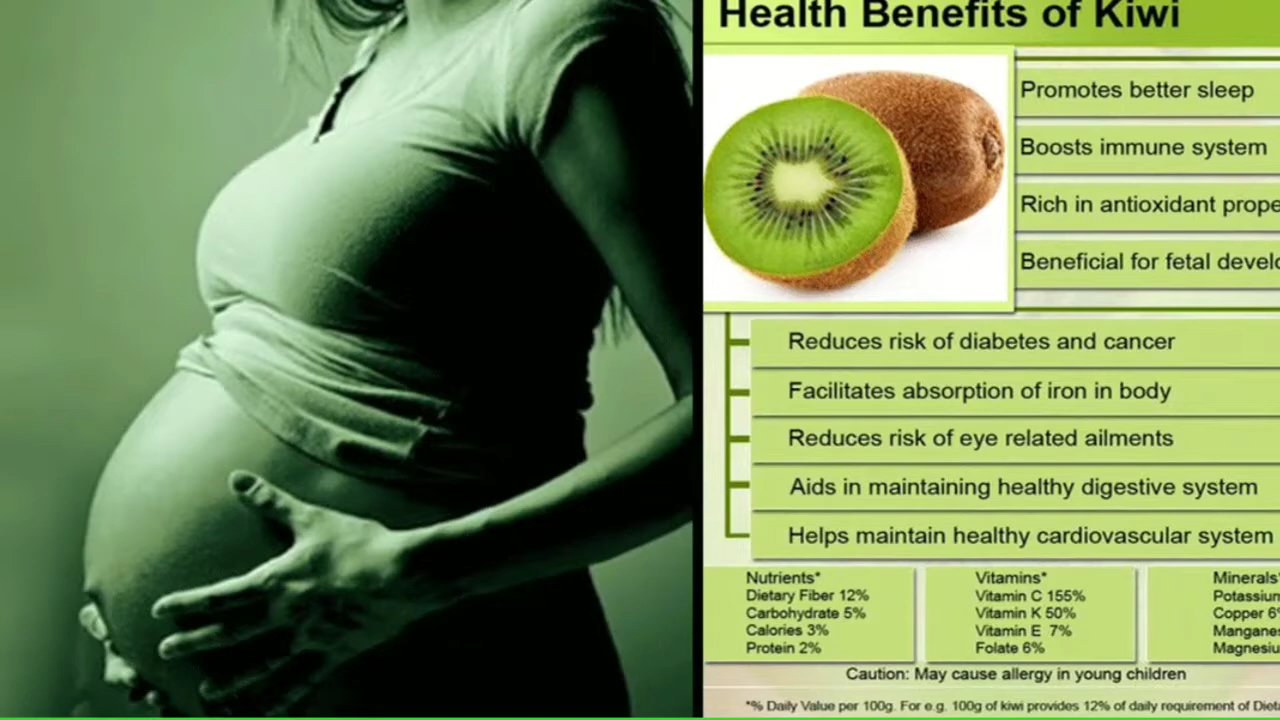 Health Benefits of Kiwi
Promotes better sleep
Boosts immune system
Rich in antioxidant
Beneficial for fetal
Reduces risk of diabetes and cancer
Facilitates absorption of iron in body
Reduces risk of eye related ailments
Aids in maintaining healthy digestive system
Helps maintain healthy cardiovascular system
Nutrients*
Dietary Fiber 12%
Carbohydrate 5%
Calories 3%
Protein 2%
Vitamins*
Vitamin C 155%
Vitamin K 50%
Vitamin E 7%
Folate 6%
Minerals*
Potassium
Copper
Caution: May cause allergy in young children
*% Daily Value per 100g. For e.g. 100g of kiwi provides 12% of daily requirement of